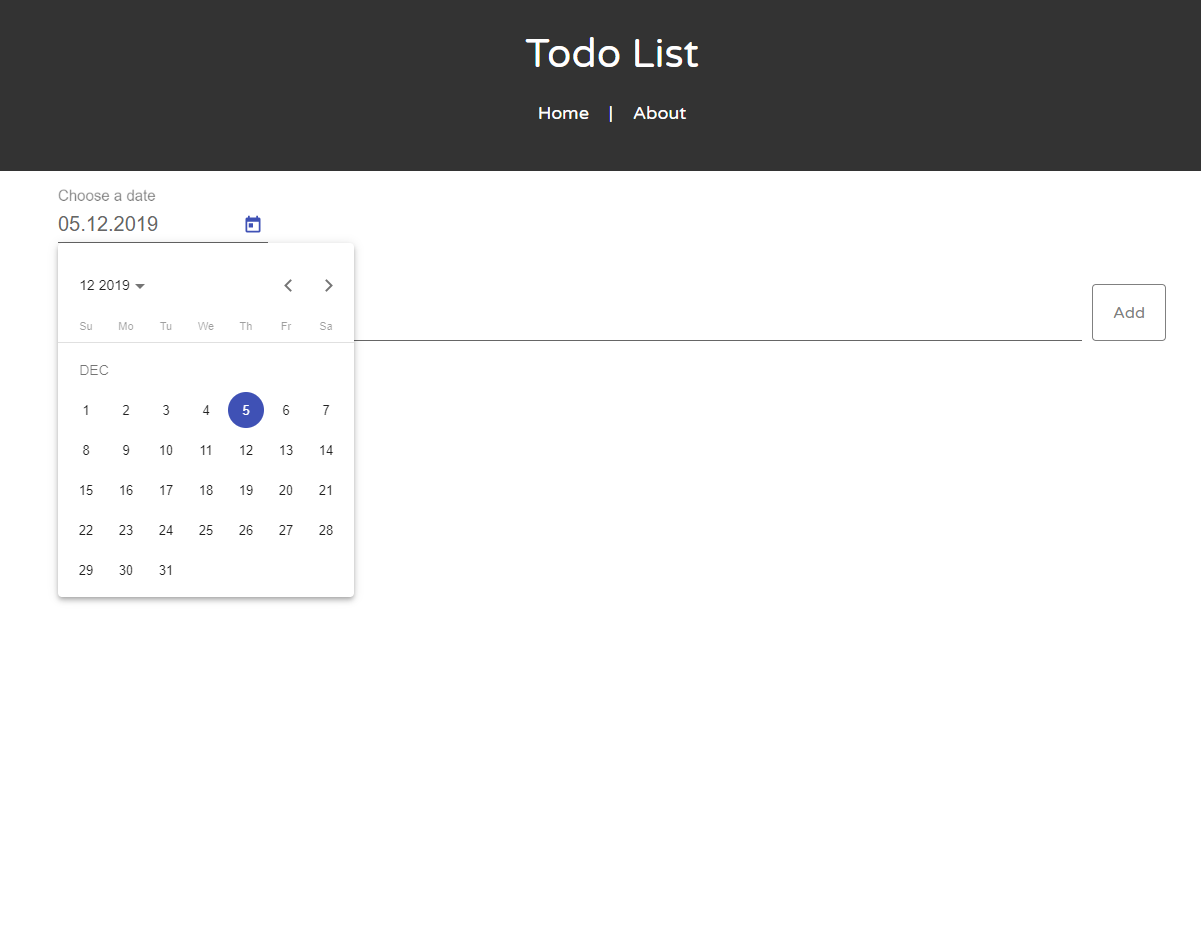 Todo List
Home | About
Choose a date
05.12.2019
12 2019
Su Mo Tu We Th Fr Sa
Add
DEC
1 2 3 4 5 6 7
8 9 10 11 12 13 14
15 16 17 18 19 20 21
22 23 24 25 26 27 28
29 30 31